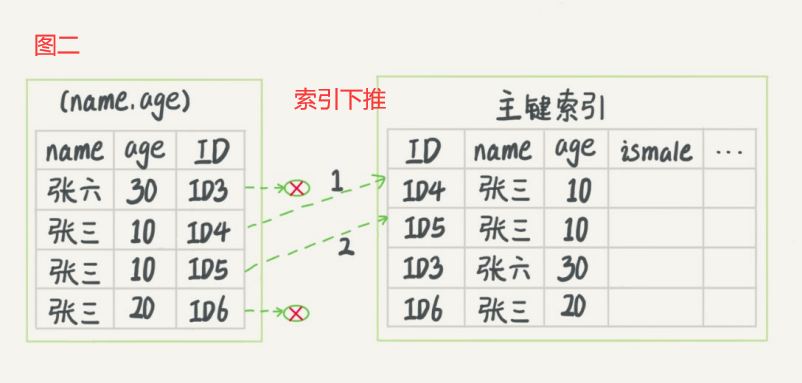 图二
索引下推
(name.age)
name age ID
张六 30 ID3
张三 10 ID4
张三 10 ID5
张三 20 ID6
1
2
主键索引
ID name age ismale ...
ID4 张三 10
ID5 张三 10
ID3 张六 30
ID6 张三 20